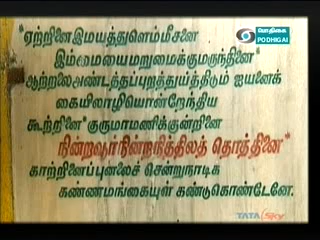 பொதிகை
PODHIGAI
"ஏற்றினை இமயத்துளெம்மீசனை
இம்மையை மறுமைக்கு மருந்தினை"
ஆற்றலை அண்டத்தப்புறத்துய்த்திடும் ஐயனைக்
கையிலாழியொன்றேந்திய
கூற்றினை" குருமாமணிக்குன்றினை
நின்றவூர் நின்ற நித்திலத் தொத்தினை"
காற்றினைப்புனலைச் சென்றுநாடிக்
கண்ணமங்கையுள் கண்டுகொண்டேனே.
TATA Sky